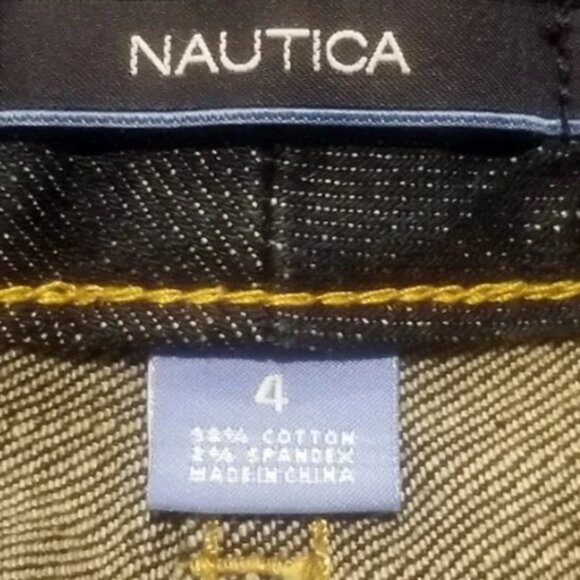 NAUTICA
4
98% COTTON
2% SPANDEX
MADE IN CHINA